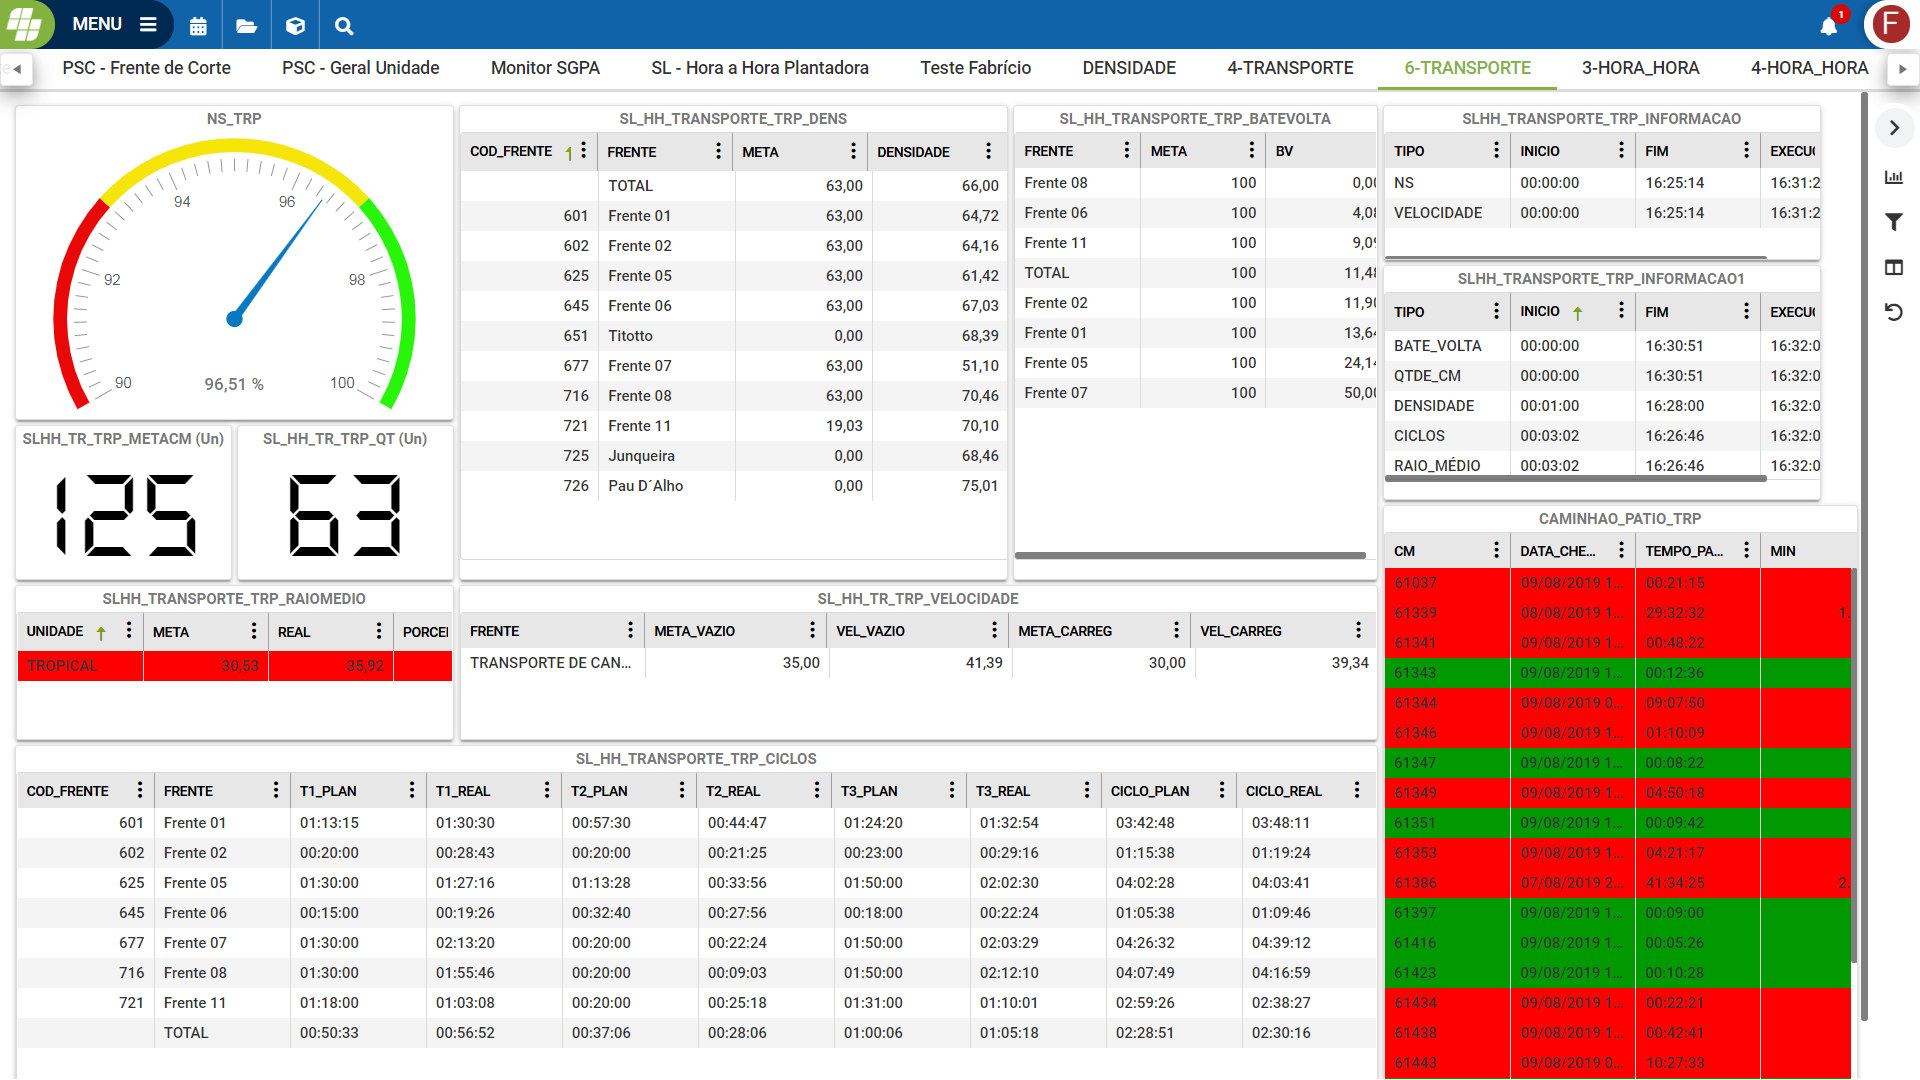 MENU
1
F
PSC - Frente de Corte
PSC - Geral Unidade
Monitor SGPA
SL - Hora a Hora Plantadora
Teste Fabrício
DENSIDADE
4-TRANSPORTE
6-TRANSPORTE
3-HORA_HORA
4-HORA_HORA
NS_TRP
90
92
94
96
98
100
96,51 %
SLHH_TR_TRP_METACM (Un)
125
SL_HH_TR_TRP_QT (Un)
63
SL_HH_TRANSPORTE_TRP_DENS
COD_FRENTE FRENTE META DENSIDADE
TOTAL 63,00 66,00
601 Frente 01 63,00 64,72
602 Frente 02 63,00 64,16
625 Frente 05 63,00 61,42
645 Frente 06 63,00 67,03
651 Titotto 0,00 68,39
677 Frente 07 63,00 51,10
716 Frente 08 63,00 70,46
721 Frente 11 19,03 70,10
725 Junqueira 0,00 68,46
726 Pau D´Alho 0,00 75,01
SL_HH_TRANSPORTE_TRP_BATEVOLTA
FRENTE META BV
Frente 08 100 0,00
Frente 06 100 4,08
Frente 11 100 9,09
TOTAL 100 11,48
Frente 02 100 11,90
Frente 01 100 13,64
Frente 05 100 24,14
Frente 07 100 50,00
SLHH_TRANSPORTE_TRP_INFORMACAO
TIPO INICIO FIM EXECUC
NS 00:00:00 16:25:14 16:31:2
VELOCIDADE 00:00:00 16:25:14 16:31:2
SLHH_TRANSPORTE_TRP_INFORMACAO1
TIPO INICIO FIM EXECUC
BATE_VOLTA 00:00:00 16:30:51 16:32:0
QTDE_CM 00:00:00 16:30:51 16:32:0
DENSIDADE 00:01:00 16:28:00 16:32:0
CICLOS 00:03:02 16:26:46 16:32:0
RAIO_MÉDIO 00:03:02 16:26:46 16:32:0
SLHH_TRANSPORTE_TRP_RAIOMEDIO
UNIDADE META REAL PORCEI
TROPICAL 30,53 35,92
SL_HH_TR_TRP_VELOCIDADE
FRENTE META_VAZIO VEL_VAZIO META_CARREG VEL_CARREG
TRANSPORTE DE CAN... 35,00 41,39 30,00 39,34
CAMINHAO_PATIO_TRP
CM DATA_CHE... TEMPO_PA... MIN
61037 09/08/2019 1... 00:21:15
61339 08/08/2019 1... 29:32:32 1.
61341 09/08/2019 1... 00:48:22
61343 09/08/2019 1... 00:12:36
61344 09/08/2019 0... 09:07:50
61346 09/08/2019 1... 01:10:09
61347 09/08/2019 1... 00:08:22
61349 09/08/2019 1... 04:50:18
61351 09/08/2019 1... 00:09:42
61353 09/08/2019 1... 04:21:17
61386 07/08/2019 2... 41:34:25 2.
61397 09/08/2019 1... 00:09:00
61416 09/08/2019 1... 00:05:26
61423 09/08/2019 1... 00:10:28
61434 09/08/2019 1... 00:22:21
61438 09/08/2019 1... 00:42:41
61443 09/08/2019 0... 10:27:33
SL_HH_TRANSPORTE_TRP_CICLOS
COD_FRENTE FRENTE T1_PLAN T1_REAL T2_PLAN T2_REAL T3_PLAN T3_REAL CICLO_PLAN CICLO_REAL
601 Frente 01 01:13:15 01:30:30 00:57:30 00:44:47 01:24:20 01:32:54 03:42:48 03:48:11
602 Frente 02 00:20:00 00:28:43 00:20:00 00:21:25 00:23:00 00:29:16 01:15:38 01:19:24
625 Frente 05 01:30:00 01:27:16 01:13:28 00:33:56 01:50:00 02:02:30 04:02:28 04:03:41
645 Frente 06 00:15:00 00:19:26 00:32:40 00:27:56 00:18:00 00:22:24 01:05:38 01:09:46
677 Frente 07 01:30:00 02:13:20 00:20:00 00:22:24 01:50:00 02:03:29 04:26:32 04:39:12
716 Frente 08 01:30:00 01:55:46 00:20:00 00:09:03 01:50:00 02:12:10 04:07:49 04:16:59
721 Frente 11 01:18:00 01:03:08 00:20:00 00:25:18 01:31:00 01:10:01 02:59:26 02:38:27
TOTAL 00:50:33 00:56:52 00:37:06 00:28:06 01:00:06 01:05:18 02:28:51 02:30:16